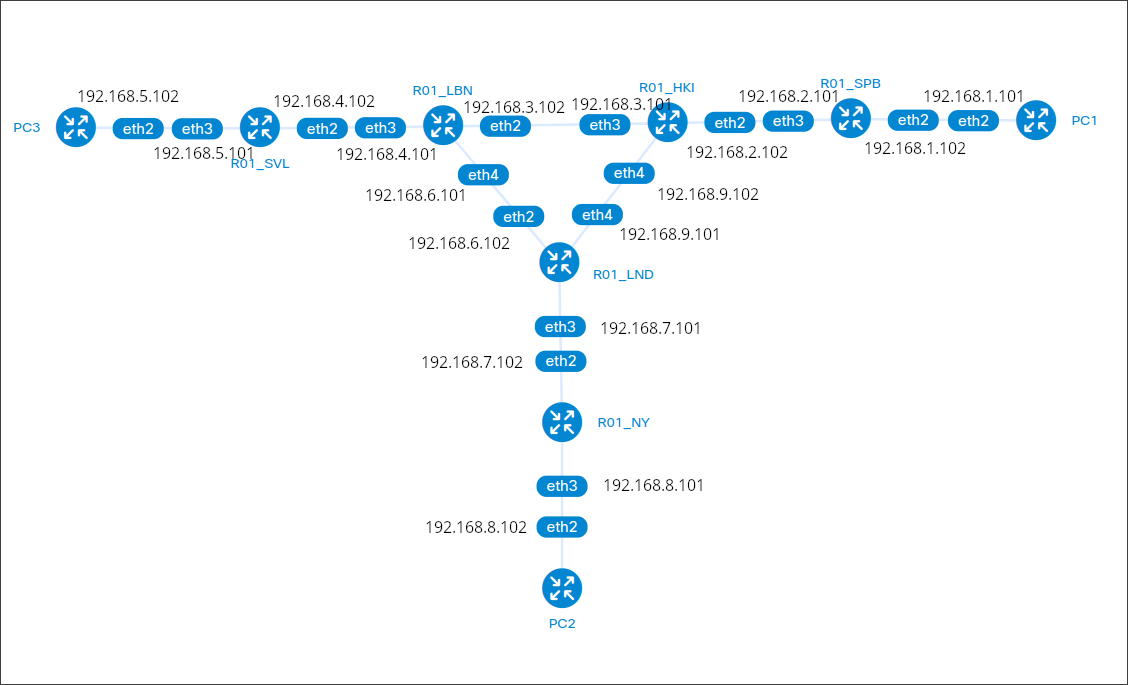 R01_SPB
R01_HKI
R01_LBN
192.168.5.102
192.168.4.102
192.168.3.102
192.168.3.101
192.168.2.101
192.168.1.101
PC3
eth2
eth3
eth2
eth3
eth2
eth3
eth2
eth3
eth2
eth2
PC1
192.168.5.101
R01_SVL
192.168.4.101
192.168.2.102
192.168.1.102
eth4
eth4
192.168.6.101
192.168.9.102
eth2
eth4
192.168.6.102
192.168.9.101
R01_LND
eth3
192.168.7.101
192.168.7.102
eth2
R01_NY
eth3
192.168.8.101
192.168.8.102
eth2
PC2